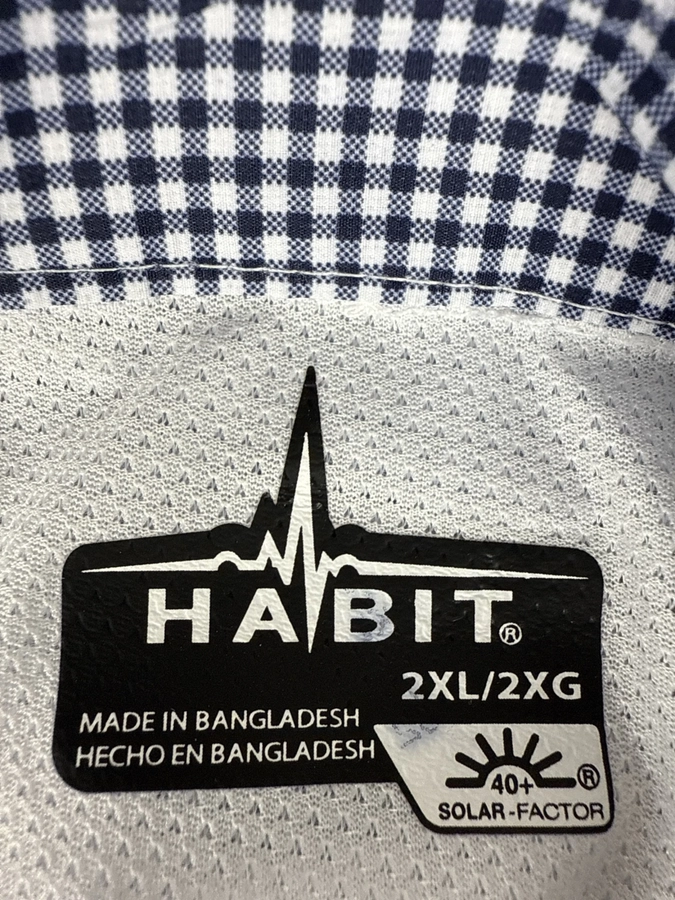 HABIT®
2XL/2XG
MADE IN BANGLADESH
HECHO EN BANGLADESH
40+ ®
SOLAR-FACTOR